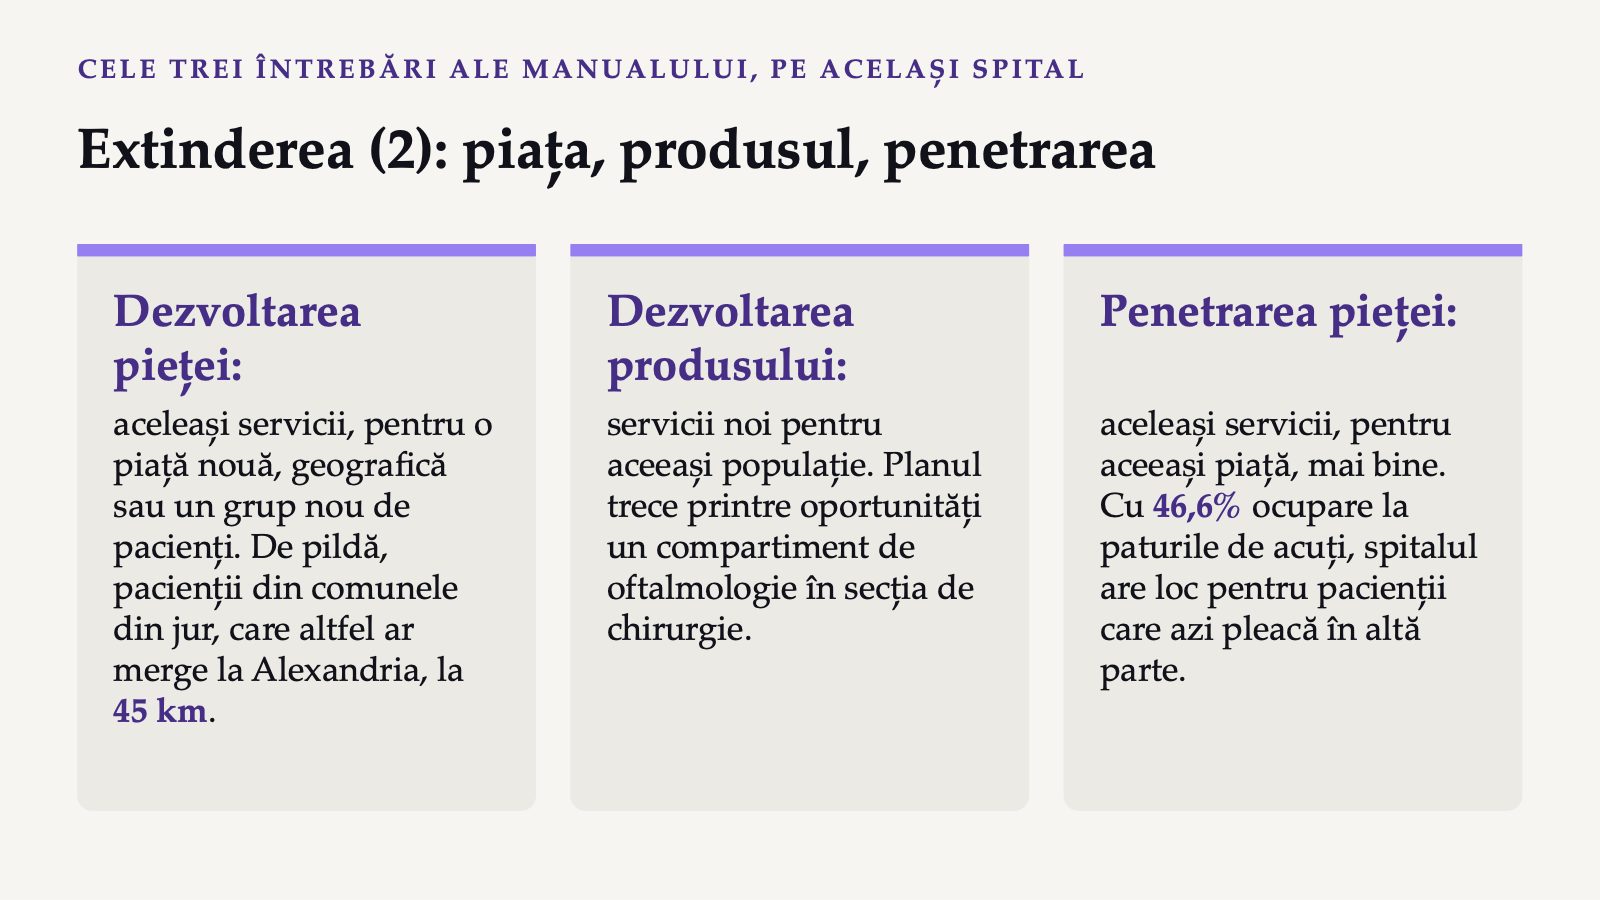 CELE TREI ÎNTREBĂRI ALE MANUALULUI, PE ACELAȘI SPITAL
Extinderea (2): piața, produsul, penetrarea
Dezvoltarea
pieței:
aceleași servicii, pentru o
piață nouă, geografică
sau un grup nou de
pacienți. De pildă,
pacienții din comunele
din jur, care altfel ar
merge la Alexandria, la
45 km.
Dezvoltarea
produsului:
servicii noi pentru
aceeași populație. Planul
trece printre oportunități
un compartiment de
oftalmologie în secția de
chirurgie.
Penetrarea pieței:
aceleași servicii, pentru
aceeași piață, mai bine.
Cu 46,6% ocupare la
paturile de acuți, spitalul
are loc pentru pacienții
care azi pleacă în altă
parte.